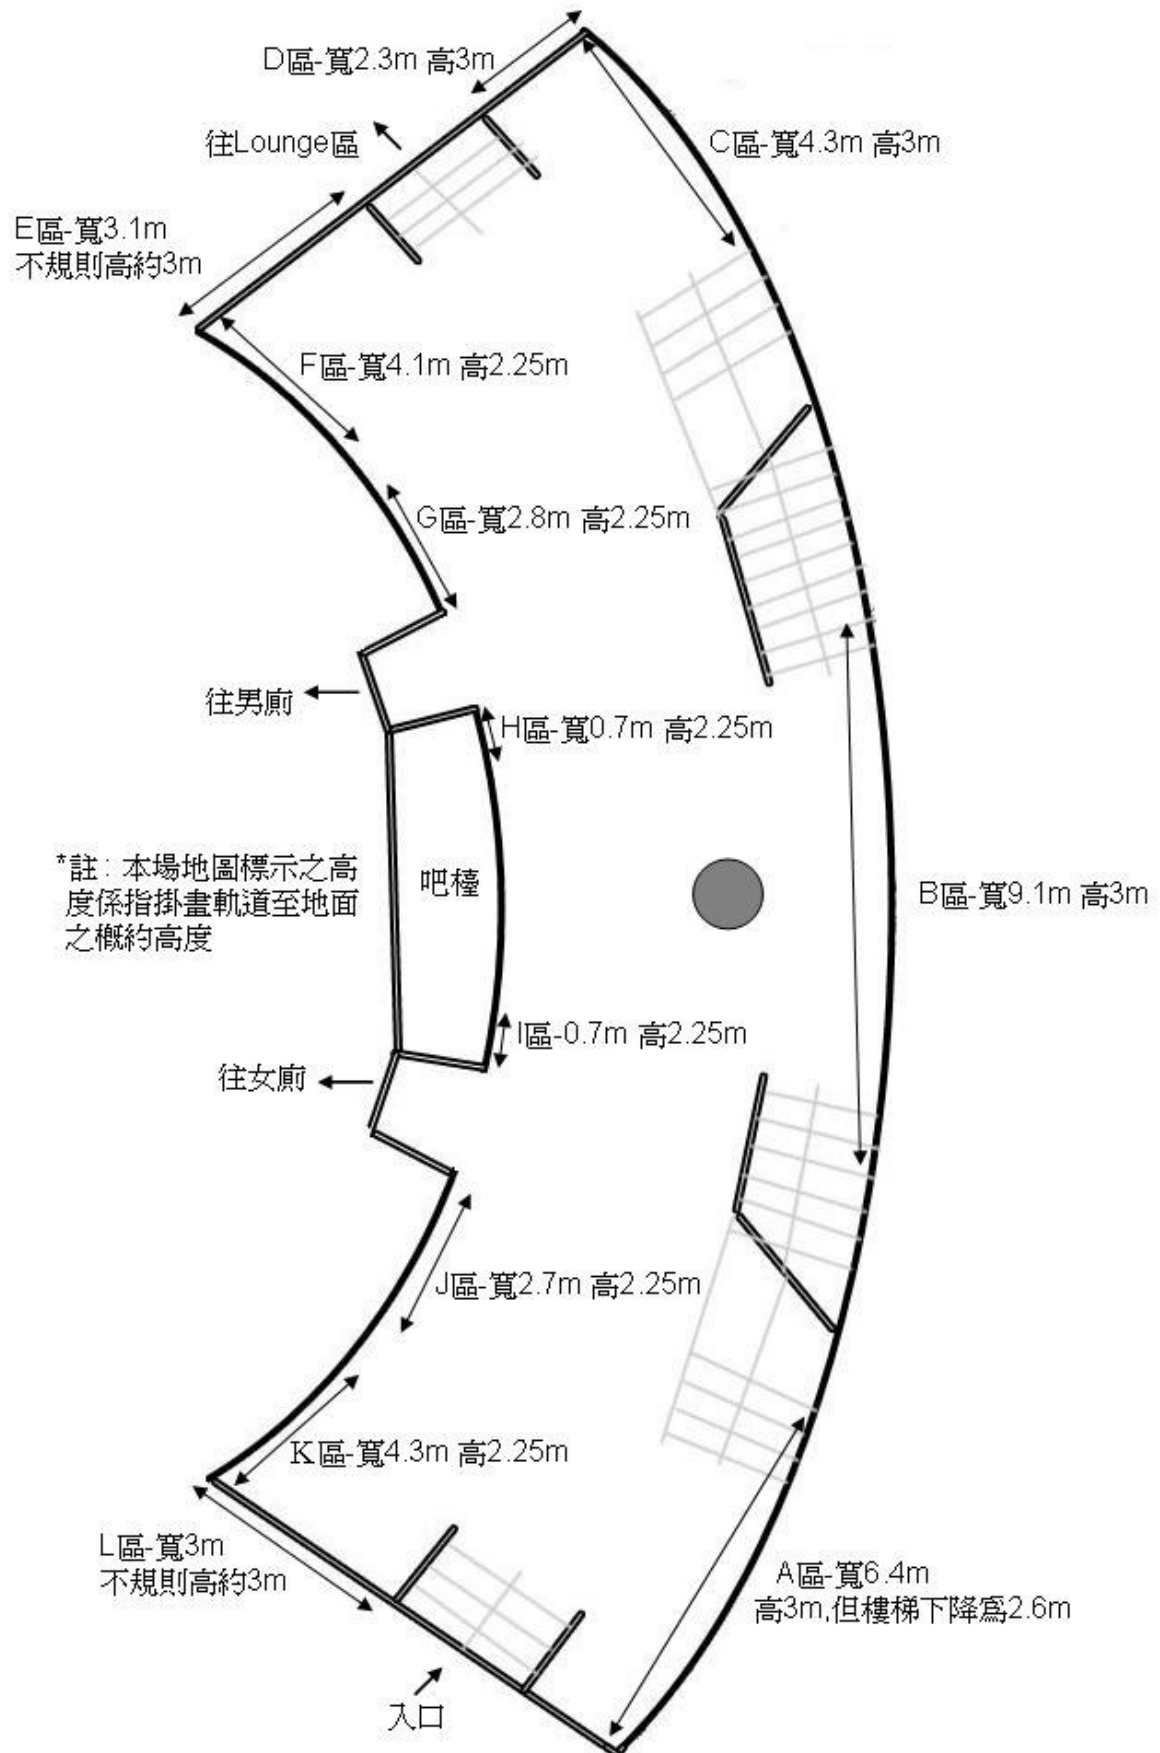 D區-寬2.3m 高3m
往Lounge區
C區-寬4.3m 高3m
E區-寬3.1m
不規則高約3m
F區-寬4.1m 高2.25m
G區-寬2.8m 高2.25m
往男廁
H區-寬0.7m 高2.25m
*註：本場地圖標示之高
度係指掛畫軌道至地面
之概約高度
吧檯
B區-寬9.1m 高3m
I區-0.7m 高2.25m
往女廁
J區-寬2.7m 高2.25m
K區-寬4.3m 高2.25m
L區-寬3m
不規則高約3m
A區-寬6.4m
高3m,但樓梯下降為2.6m
入口